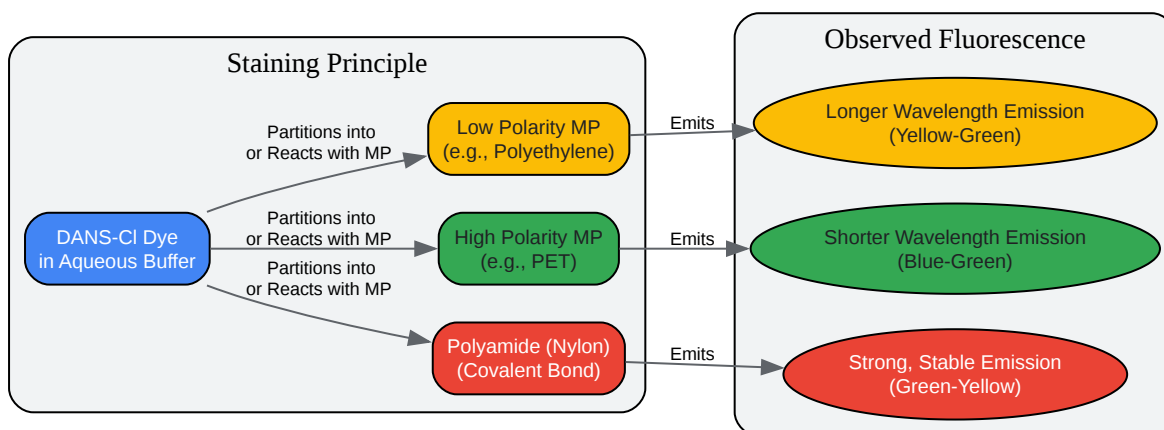 Staining Principle
Observed Fluorescence
DANS-Cl Dye
in Aqueous Buffer
Partitions into
or Reacts with MP
Partitions into
or Reacts with MP
Partitions into
or Reacts with MP
Low Polarity MP
(e.g., Polyethylene)
High Polarity MP
(e.g., PET)
Polyamide (Nylon)
(Covalent Bond)
Emits
Emits
Emits
Longer Wavelength Emission
(Yellow-Green)
Shorter Wavelength Emission
(Blue-Green)
Strong, Stable Emission
(Green-Yellow)